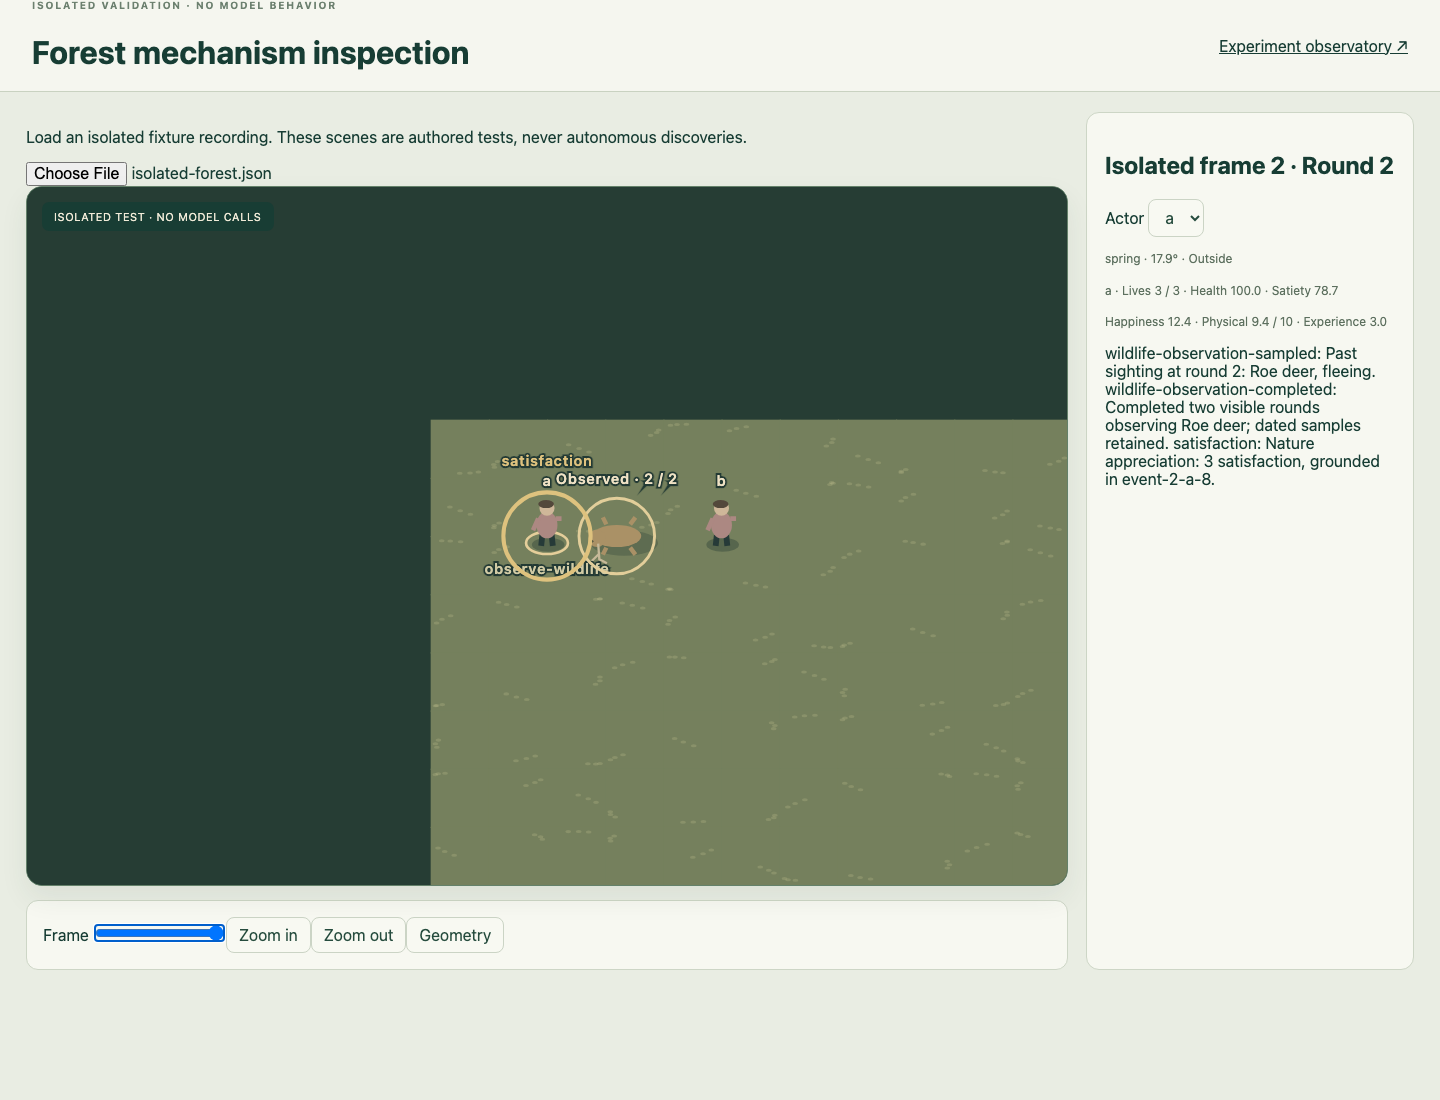 ISOLATED VALIDATION · NO MODEL BEHAVIOR
Forest mechanism inspection
Experiment observatory ↗
Load an isolated fixture recording. These scenes are authored tests, never autonomous discoveries.
Choose File isolated-forest.json
ISOLATED TEST · NO MODEL CALLS
satisfaction
a Observed · 2 / 2 b
observe-wildlife
Frame Zoom in Zoom out Geometry
Isolated frame 2 · Round 2
Actor a
spring · 17.9° · Outside
a · Lives 3 / 3 · Health 100.0 · Satiety 78.7
Happiness 12.4 · Physical 9.4 / 10 · Experience 3.0
wildlife-observation-sampled: Past
sighting at round 2: Roe deer, fleeing.
wildlife-observation-completed:
Completed two visible rounds
observing Roe deer; dated samples
retained. satisfaction: Nature
appreciation: 3 satisfaction, grounded
in event-2-a-8.